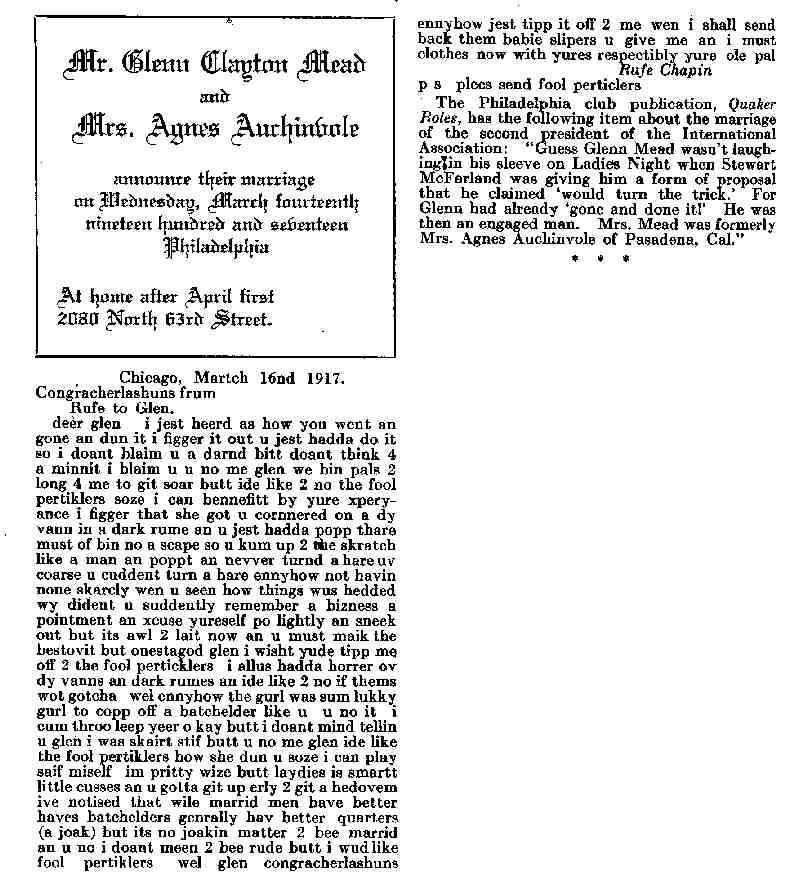 Mr. Glenn Clayton Mead
and
Mrs. Agnes Auchinvole
announce their marriage
on Wednesday, March fourteenth
nineteen hundred and seventeen
Philadelphia
At home after April first
2030 North 63rd Street.
Chicago, Martch 16nd 1917.
Congracherlashuns frum
Rufe to Glen.
deer glen i jest heerd as how you went an
gone an dun it i figger it out u jest hadda do it
so i doant blaim u a darnd bitt doant think 4
a minnit i blaim u u no me glen we bin pals 2
long 4 me to git soar butt ide like 2 no the fool
pertiklers soze i can bennefitt by yure xpery-
ance i figger that she got u cornnered on a dy
vann in a dark rume an u jest hadda popp thare
must of bin no a scape so u kum up 2 the skratch
like a man an poppt an nevver turnd a hare uv
coarse u cuddent turn a hare ennyhow not havin
none skarcly wen u seen how things wus hedded
wy dident u suddently remember a bizness a
pointment an xcuse yureself po lightly an sneek
out but its awl 2 lait now an u must maik the
bestovit but onestagod glen i wisht yude tipp me
off 2 the fool perticklers i allus hadda horrer ov
dy vanns an dark rumes an ide like 2 no if thems
wot gotcha wel ennyhow the gurl was sum lukky
gurl to copp off a batchelder like u u no it i
cum throo leep yeer o kay butt i doant mind tellin
u glen i was skairt stif butt u no me glen ide like
the fool pertiklers how she dun u soze i can play
saif miself im pritty wize butt laydies is smartt
little cusses an u gotta git up erly 2 git a hedovem
ive notised that wile marrid men have better
haves batchelders genrally hav better quarters
(a joak) but its no joakin matter 2 bee marrid
an u no i doant meen 2 bee rude butt i wud like
fool pertiklers wel glen congracherlashuns
ennyhow jest tipp it off 2 me wen i shall send
back them babie slipers u give me an i must
clothes now with yures respectibly yure ole pal
Rufe Chapin
p s plees send fool perticlers
The Philadelphia club publication, Quaker
Roles, has the following item about the marriage
of the second president of the International
Association: "Guess Glenn Mead wasn't laugh-
ing in his sleeve on Ladies Night when Stewart
McFarland was giving him a form of proposal
that he claimed 'would turn the trick.' For
Glenn had already 'gone and done it!' He was
then an engaged man. Mrs. Mead was formerly
Mrs. Agnes Auchinvole of Pasadena, Cal."
* * *